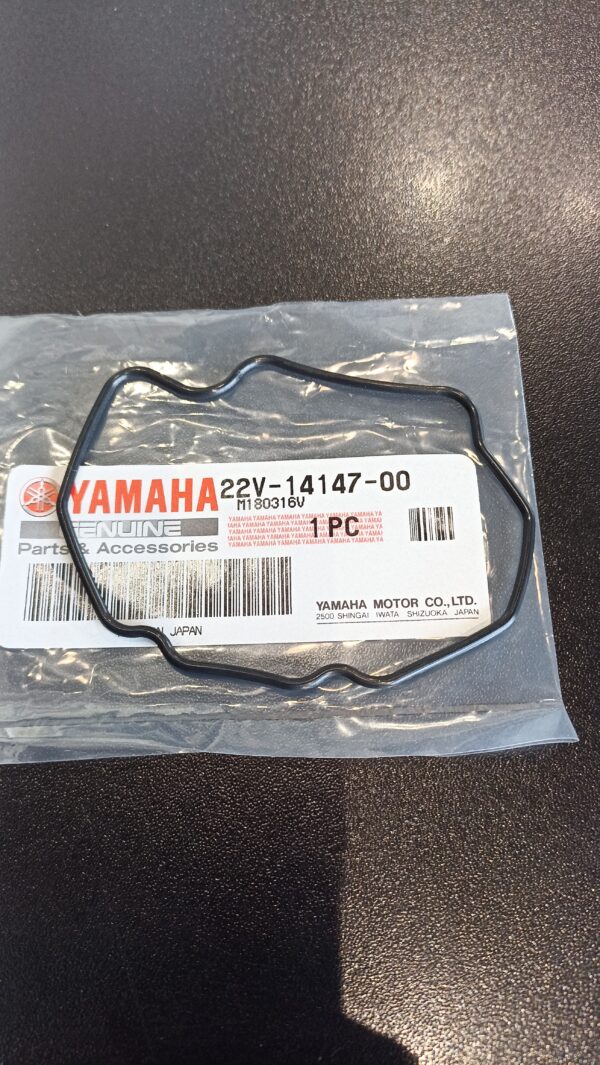 YAMAHA 22V-14147-00
M180316V
GENUINE
Parts & Accessories
1 PC
YAMAHA MOTOR CO., LTD.
2500 SHINGAI IWATA SHIZUOKA JAPAN
JAPAN